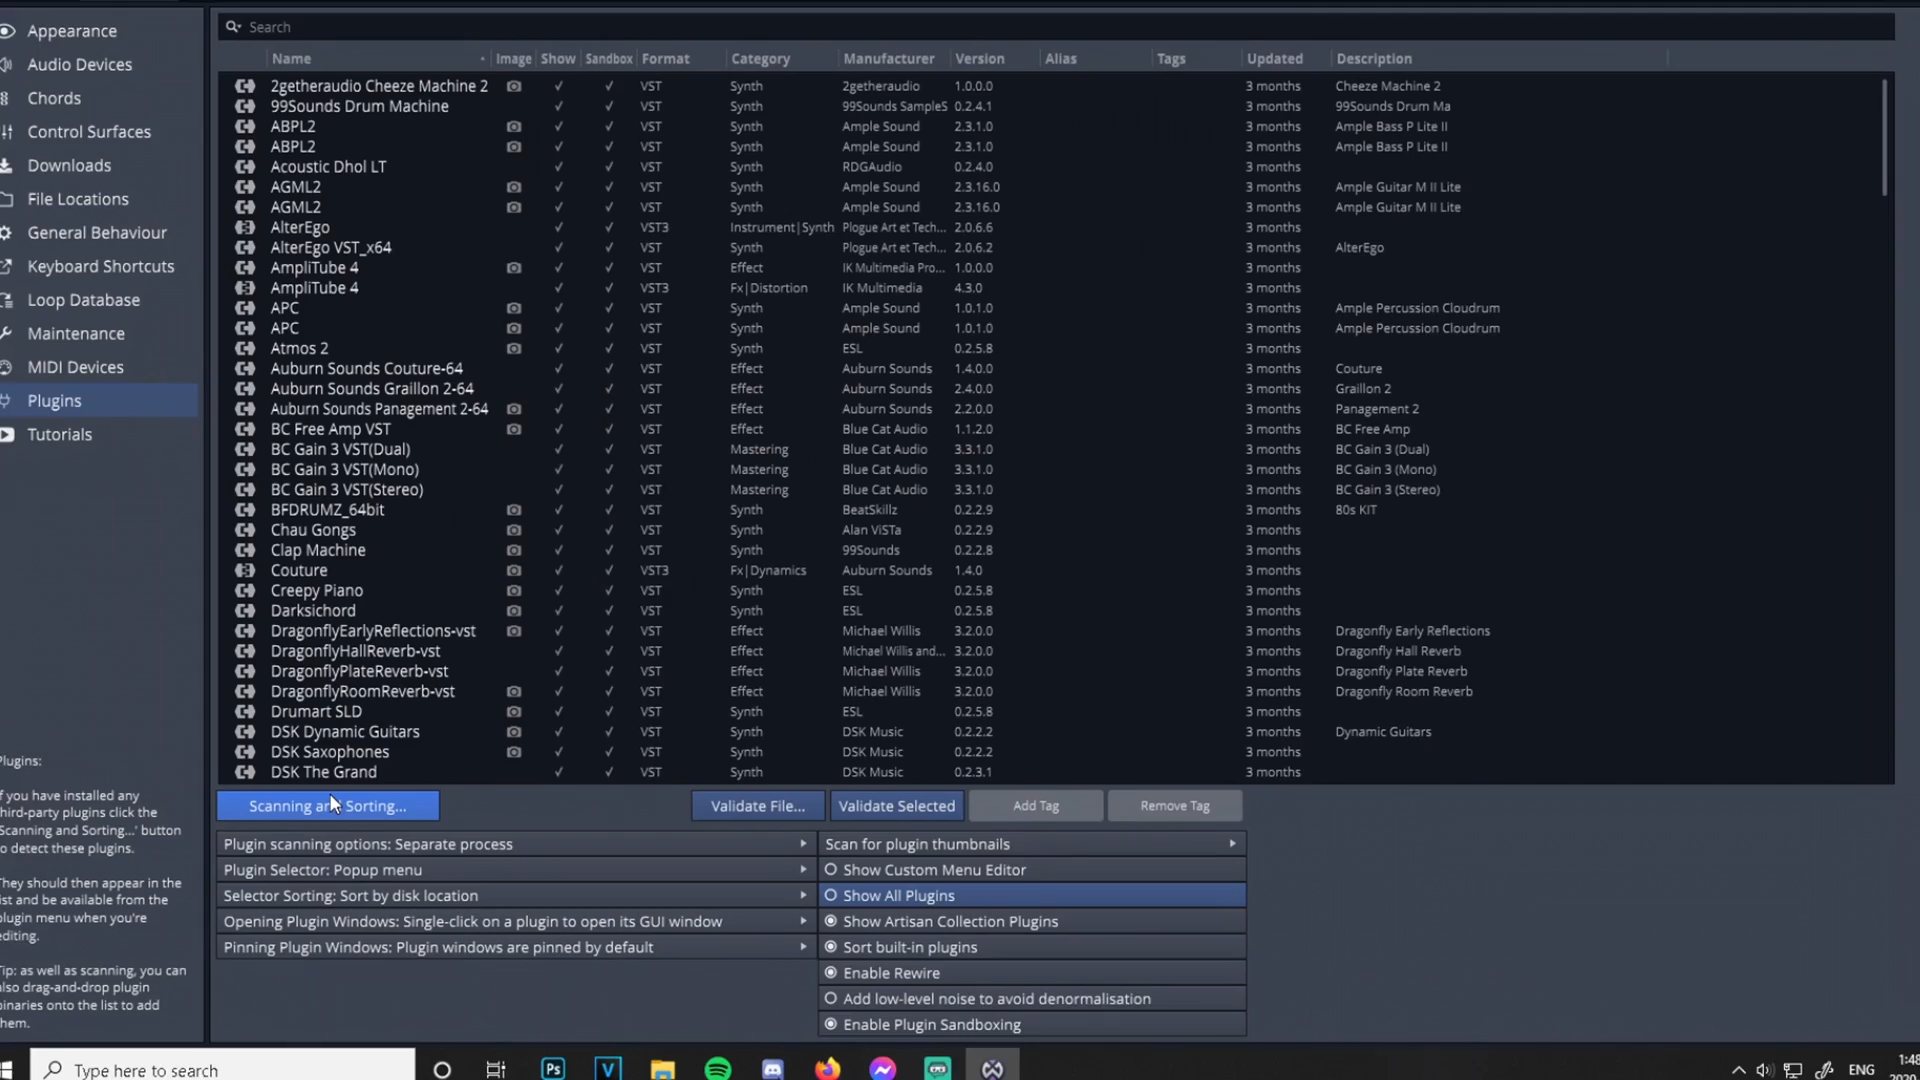 Appearance
Audio Devices
Chords
Control Surfaces
Downloads
File Locations
General Behaviour
Keyboard Shortcuts
Loop Database
Maintenance
MIDI Devices
Plugins
Tutorials
Search
Name Image Show Sandbox Format Category Manufacturer Version Alias Tags Updated Description
2getheraudio Cheeze Machine 2 ✓ ✓ VST Synth 2getheraudio 1.0.0.0 3 months Cheeze Machine 2
99Sounds Drum Machine ✓ ✓ VST Synth 99Sounds SampleS 0.2.4.1 3 months 99Sounds Drum Ma
ABPL2 ✓ ✓ VST Synth Ample Sound 2.3.1.0 3 months Ample Bass P Lite II
ABPL2 ✓ ✓ VST Synth Ample Sound 2.3.1.0 3 months Ample Bass P Lite II
Acoustic Dhol LT ✓ ✓ VST Synth RDGAudio 0.2.4.0 3 months
AGML2 ✓ ✓ VST Synth Ample Sound 2.3.16.0 3 months Ample Guitar M II Lite
AGML2 ✓ ✓ VST Synth Ample Sound 2.3.16.0 3 months Ample Guitar M II Lite
AlterEgo ✓ ✓ VST3 Instrument|Synth Plogue Art et Tech... 2.0.6.6 3 months
AlterEgo VST_x64 ✓ ✓ VST Synth Plogue Art et Tech... 2.0.6.2 3 months AlterEgo
AmpliTube 4 ✓ ✓ VST Effect IK Multimedia Pro... 1.0.0.0 3 months
AmpliTube 4 ✓ ✓ VST3 Fx|Distortion IK Multimedia 4.3.0 3 months
APC ✓ ✓ VST Synth Ample Sound 1.0.1.0 3 months Ample Percussion Cloudrum
APC ✓ ✓ VST Synth Ample Sound 1.0.1.0 3 months Ample Percussion Cloudrum
Atmos 2 ✓ ✓ VST Synth ESL 0.2.5.8 3 months
Auburn Sounds Couture-64 ✓ ✓ VST Effect Auburn Sounds 1.4.0.0 3 months Couture
Auburn Sounds Graillon 2-64 ✓ ✓ VST Effect Auburn Sounds 2.4.0.0 3 months Graillon 2
Auburn Sounds Panagement 2-64 ✓ ✓ VST Effect Auburn Sounds 2.2.0.0 3 months Panagement 2
BC Free Amp VST ✓ ✓ VST Effect Blue Cat Audio 1.1.2.0 3 months BC Free Amp
BC Gain 3 VST(Dual) ✓ ✓ VST Mastering Blue Cat Audio 3.3.1.0 3 months BC Gain 3 (Dual)
BC Gain 3 VST(Mono) ✓ ✓ VST Mastering Blue Cat Audio 3.3.1.0 3 months BC Gain 3 (Mono)
BC Gain 3 VST(Stereo) ✓ ✓ VST Mastering Blue Cat Audio 3.3.1.0 3 months BC Gain 3 (Stereo)
BFDRUMZ_64bit ✓ ✓ VST Synth BeatSkillz 0.2.2.9 3 months 80s KIT
Chau Gongs ✓ ✓ VST Synth Alan ViSTa 0.2.2.9 3 months
Clap Machine ✓ ✓ VST Synth 99Sounds 0.2.2.8 3 months
Couture ✓ ✓ VST3 Fx|Dynamics Auburn Sounds 1.4.0 3 months
Creepy Piano ✓ ✓ VST Synth ESL 0.2.5.8 3 months
Darksichord ✓ ✓ VST Synth ESL 0.2.5.8 3 months
DragonflyEarlyReflections-vst ✓ ✓ VST Effect Michael Willis 3.2.0.0 3 months Dragonfly Early Reflections
DragonflyHallReverb-vst ✓ ✓ VST Effect Michael Willis and... 3.2.0.0 3 months Dragonfly Hall Reverb
DragonflyPlateReverb-vst ✓ ✓ VST Effect Michael Willis 3.2.0.0 3 months Dragonfly Plate Reverb
DragonflyRoomReverb-vst ✓ ✓ VST Effect Michael Willis 3.2.0.0 3 months Dragonfly Room Reverb
Drumart SLD ✓ ✓ VST Synth ESL 0.2.5.8 3 months
DSK Dynamic Guitars ✓ ✓ VST Synth DSK Music 0.2.2.2 3 months Dynamic Guitars
DSK Saxophones ✓ ✓ VST Synth DSK Music 0.2.2.2 3 months
DSK The Grand ✓ ✓ VST Synth DSK Music 0.2.3.1 3 months
Plugins:
If you have installed any
third-party plugins click the
'Scanning and Sorting...' button
to detect these plugins.
They should then appear in the
list and be available from the
plugin menu when you're
editing.
Tip: as well as scanning, you can
also drag-and-drop plugin
binaries onto the list to add
them.
Scanning and Sorting... Validate File... Validate Selected Add Tag Remove Tag
Plugin scanning options: Separate process
Plugin Selector: Popup menu
Selector Sorting: Sort by disk location
Opening Plugin Windows: Single-click on a plugin to open its GUI window
Pinning Plugin Windows: Plugin windows are pinned by default
Scan for plugin thumbnails
Show Custom Menu Editor
Show All Plugins
Show Artisan Collection Plugins
Sort built-in plugins
Enable Rewire
Add low-level noise to avoid denormalisation
Enable Plugin Sandboxing
Type here to search
Ps
V
ENG
1:48